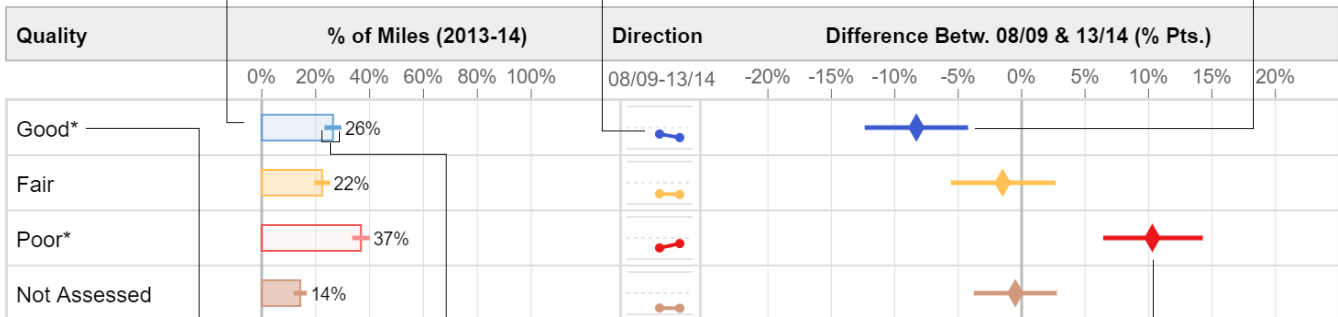 Quality % of Miles (2013-14) Direction Difference Betw. 08/09 & 13/14 (% Pts.)
0% 20% 40% 60% 80% 100% 08/09-13/14 -20% -15% -10% -5% 0% 5% 10% 15% 20%
Good* 26%
Fair 22%
Poor* 37%
Not Assessed 14%